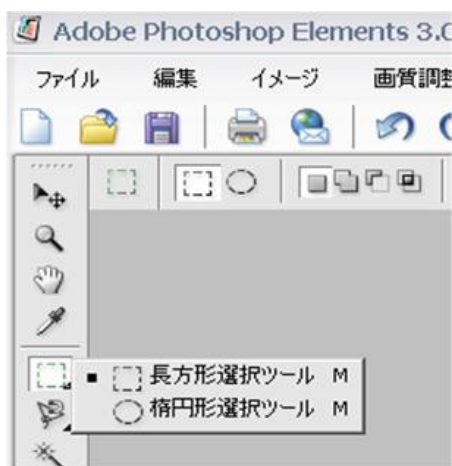 Adobe Photoshop Elements 3.0
ファイル 編集 イメージ 画質調整
長方形選択ツール M
楕円形選択ツール M